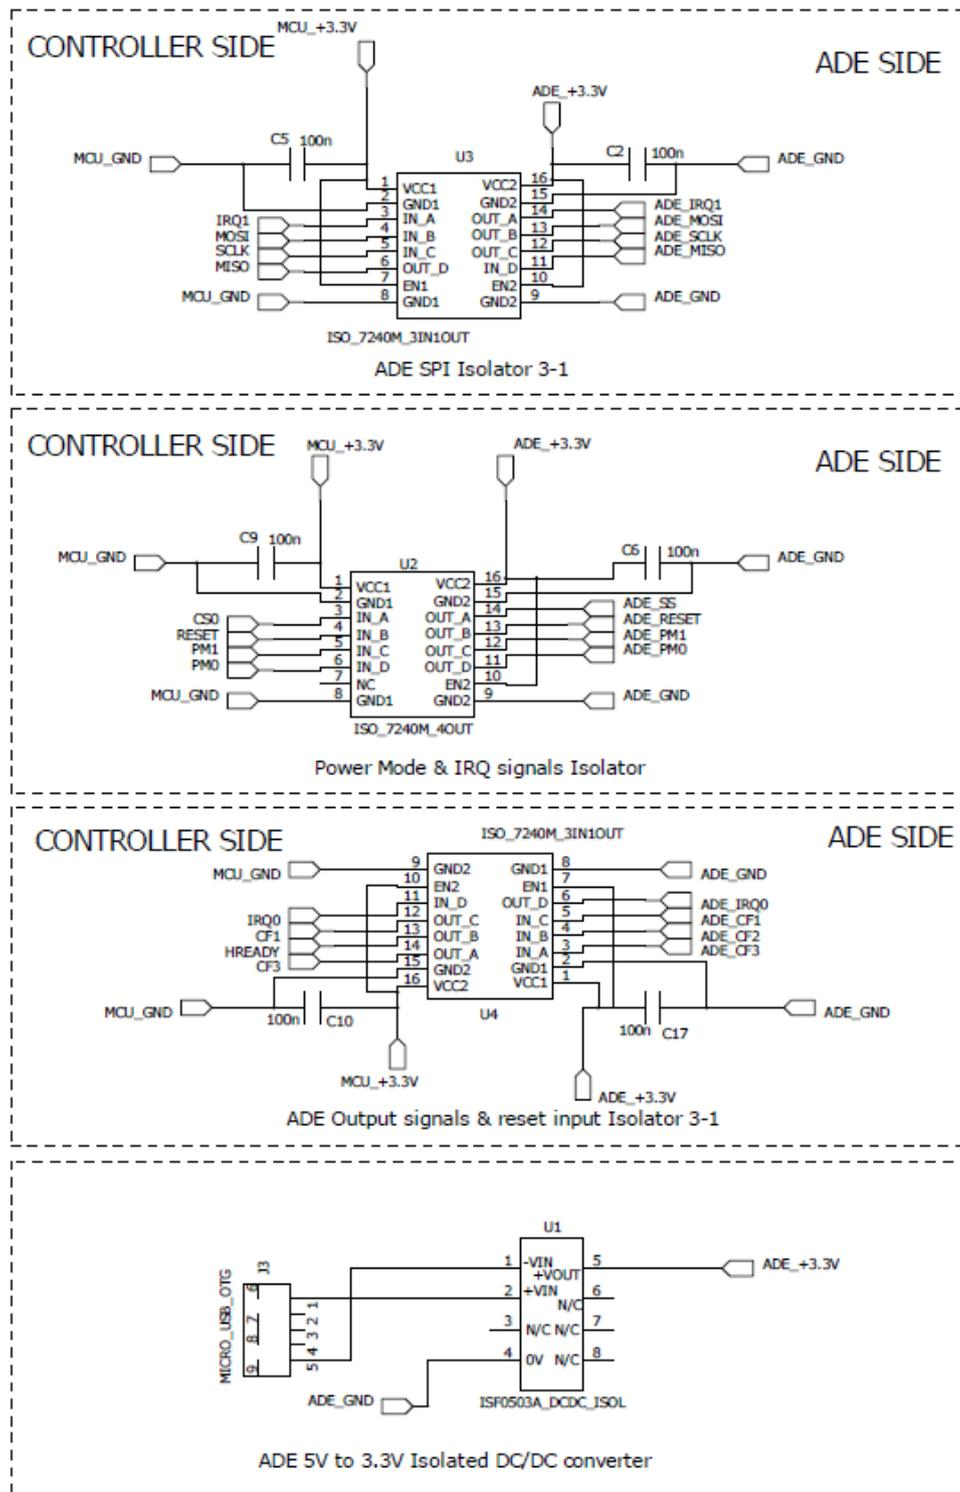 MCU_+3.3V
CONTROLLER SIDE
ADE SIDE
ADE_+3.3V
C5 100n
C2 100n
MCU_GND
U3
ADE_GND
1 VCC1 VCC2 16
2 GND1 GND2 15
IRQ1 3 IN_A OUT_A 14 ADE_IRQ1
MOSI 4 IN_B OUT_B 13 ADE_MOSI
SCLK 5 IN_C OUT_C 12 ADE_SCLK
MISO 6 OUT_D IN_D 11 ADE_MISO
7 EN1 EN2 10
MCU_GND 8 GND1 GND2 9 ADE_GND
ISO_7240M_3IN1OUT
ADE SPI Isolator 3-1
CONTROLLER SIDE
MCU_+3.3V
ADE_+3.3V
ADE SIDE
C9 100n
C6 100n
MCU_GND
U2
ADE_GND
1 VCC1 VCC2 16
2 GND1 GND2 15
CS0 3 IN_A OUT_A 14 ADE_SS
RESET 4 IN_B OUT_B 13 ADE_RESET
PM1 5 IN_C OUT_C 12 ADE_PM1
PM0 6 IN_D OUT_D 11 ADE_PM0
7 NC EN2 10
MCU_GND 8 GND1 GND2 9 ADE_GND
ISO_7240M_4OUT
Power Mode & IRQ signals Isolator
CONTROLLER SIDE
ISO_7240M_3IN1OUT
ADE SIDE
MCU_GND 9 GND2 GND1 8 ADE_GND
10 EN2 EN1 7
IRQ0 11 IN_D OUT_D 6 ADE_IRQ0
CF1 12 OUT_C IN_C 5 ADE_CF1
HREADY 13 OUT_B IN_B 4 ADE_CF2
CF3 14 OUT_A IN_A 3 ADE_CF3
15 GND2 GND1 2
16 VCC2 VCC1 1
MCU_GND
100n C10
U4
100n C17
ADE_GND
MCU_+3.3V
ADE_+3.3V
ADE Output signals & reset input Isolator 3-1
U1
J3
MICRO_USB_OTG
6 7 8 9
1 2 3 4 5
1 -VIN +VOUT 5 ADE_+3.3V
2 +VIN N/C 6
3 N/C N/C 7
4 0V N/C 8
ADE_GND
ISF0503A_DCDC_ISOL
ADE 5V to 3.3V Isolated DC/DC converter